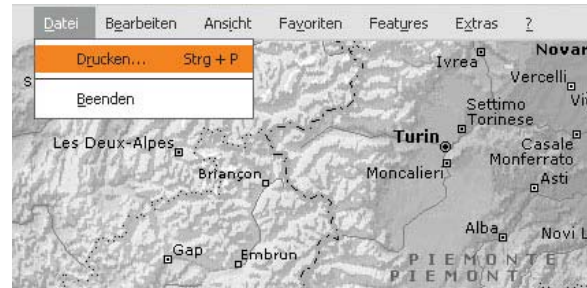 Datei Bearbeiten Ansicht Favoriten Features Extras ?
Drucken... Strg + P
Beenden
S
Ivrea
Novar
Vercelli
Vi
Settimo
Torinese
Turin
Casale
Monferrato
Les Deux-Alpes
Briançon
Moncalieri
Asti
Alba
Novi L
Gap
Embrun
PIEMONTE
PIEMONT